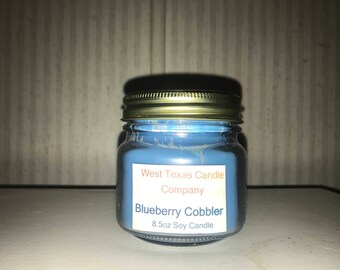 West Texas Candle
Company
Blueberry Cobbler
8.5oz Soy Candle